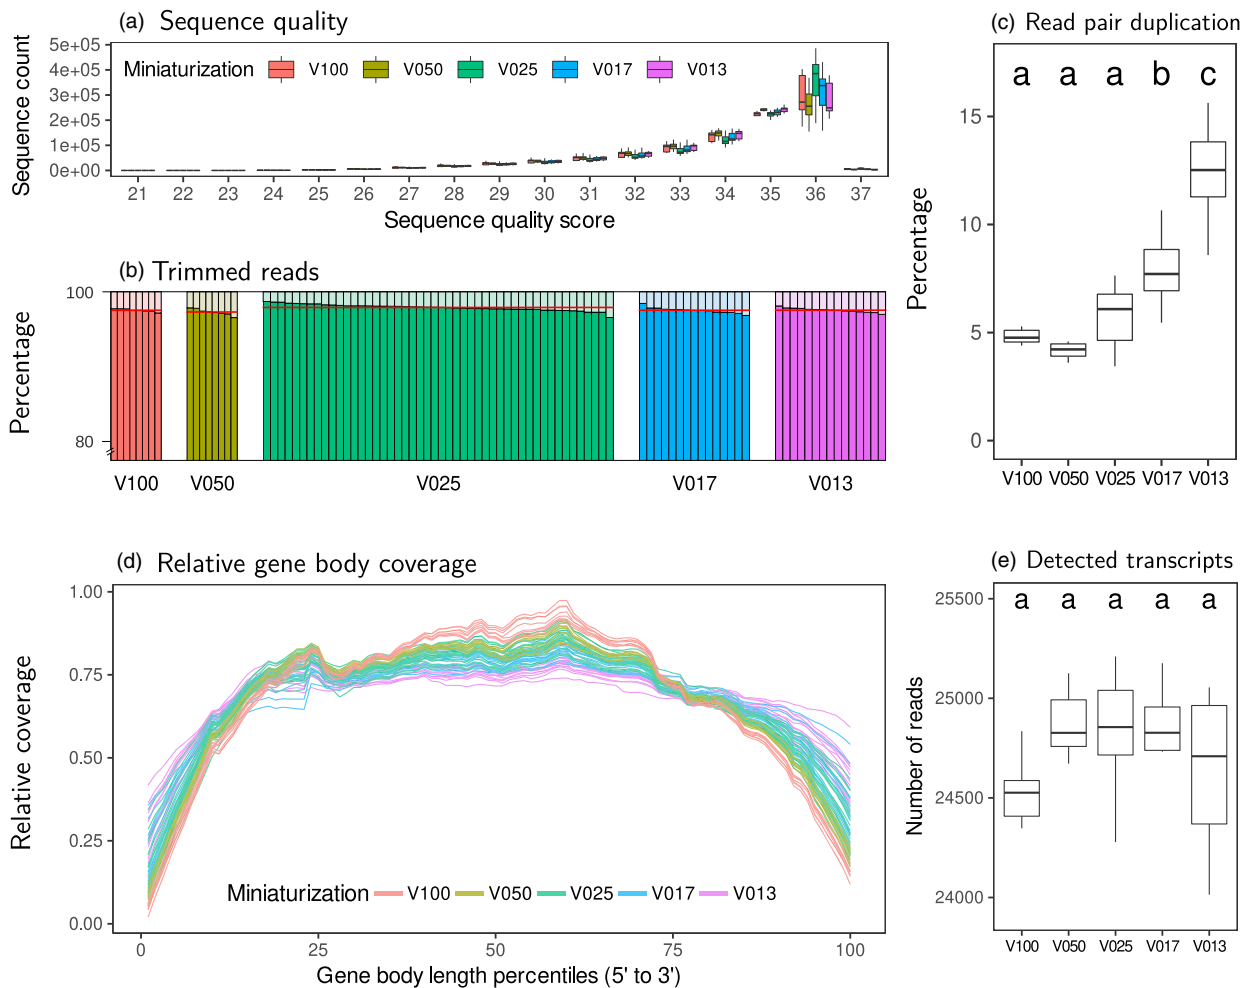 (a) Sequence quality
Sequence count
5e+05
4e+05
3e+05
2e+05
1e+05
0e+00
Miniaturization V100 V050 V025 V017 V013
21 22 23 24 25 26 27 28 29 30 31 32 33 34 35 36 37
Sequence quality score
(b) Trimmed reads
Percentage
100
80
V100 V050 V025 V017 V013
(c) Read pair duplication
Percentage
a a a b c
15
10
5
0
V100 V050 V025 V017 V013
(d) Relative gene body coverage
Relative coverage
1.00
0.75
0.50
0.25
0.00
Miniaturization V100 V050 V025 V017 V013
0 25 50 75 100
Gene body length percentiles (5' to 3')
(e) Detected transcripts
Number of reads
a a a a a
25500
25000
24500
24000
V100 V050 V025 V017 V013